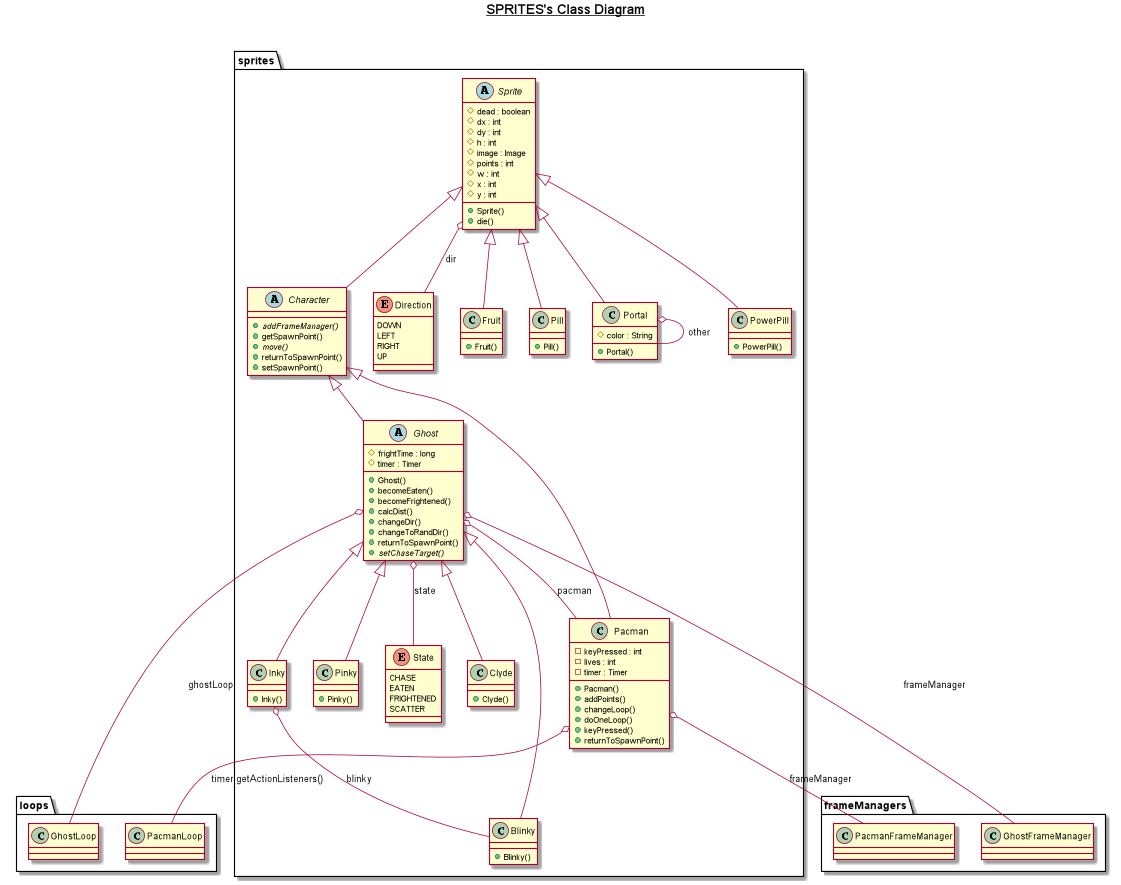 SPRITES's Class Diagram
sprites
A Sprite
dead : boolean
dx : int
dy : int
h : int
image : Image
points : int
w : int
x : int
y : int
Sprite()
die()
dir
A Character
addFrameManager()
getSpawnPoint()
move()
returnToSpawnPoint()
setSpawnPoint()
E Direction
DOWN
LEFT
RIGHT
UP
C Fruit
Fruit()
C Pill
Pill()
C Portal
color : String
Portal()
other
C PowerPill
PowerPill()
A Ghost
frightTime : long
timer : Timer
Ghost()
becomeEaten()
becomeFrightened()
calcDist()
changeDir()
changeToRandDir()
returnToSpawnPoint()
setChaseTarget()
state
pacman
C Inky
Inky()
C Pinky
Pinky()
E State
CHASE
EATEN
FRIGHTENED
SCATTER
C Clyde
Clyde()
C Pacman
keyPressed : int
lives : int
timer : Timer
Pacman()
addPoints()
changeLoop()
doOneLoop()
keyPressed()
returnToSpawnPoint()
ghostLoop
frameManager
timer.getActionListeners()
blinky
frameManager
loops
C GhostLoop
C PacmanLoop
C Blinky
Blinky()
frameManagers
C PacmanFrameManager
C GhostFrameManager